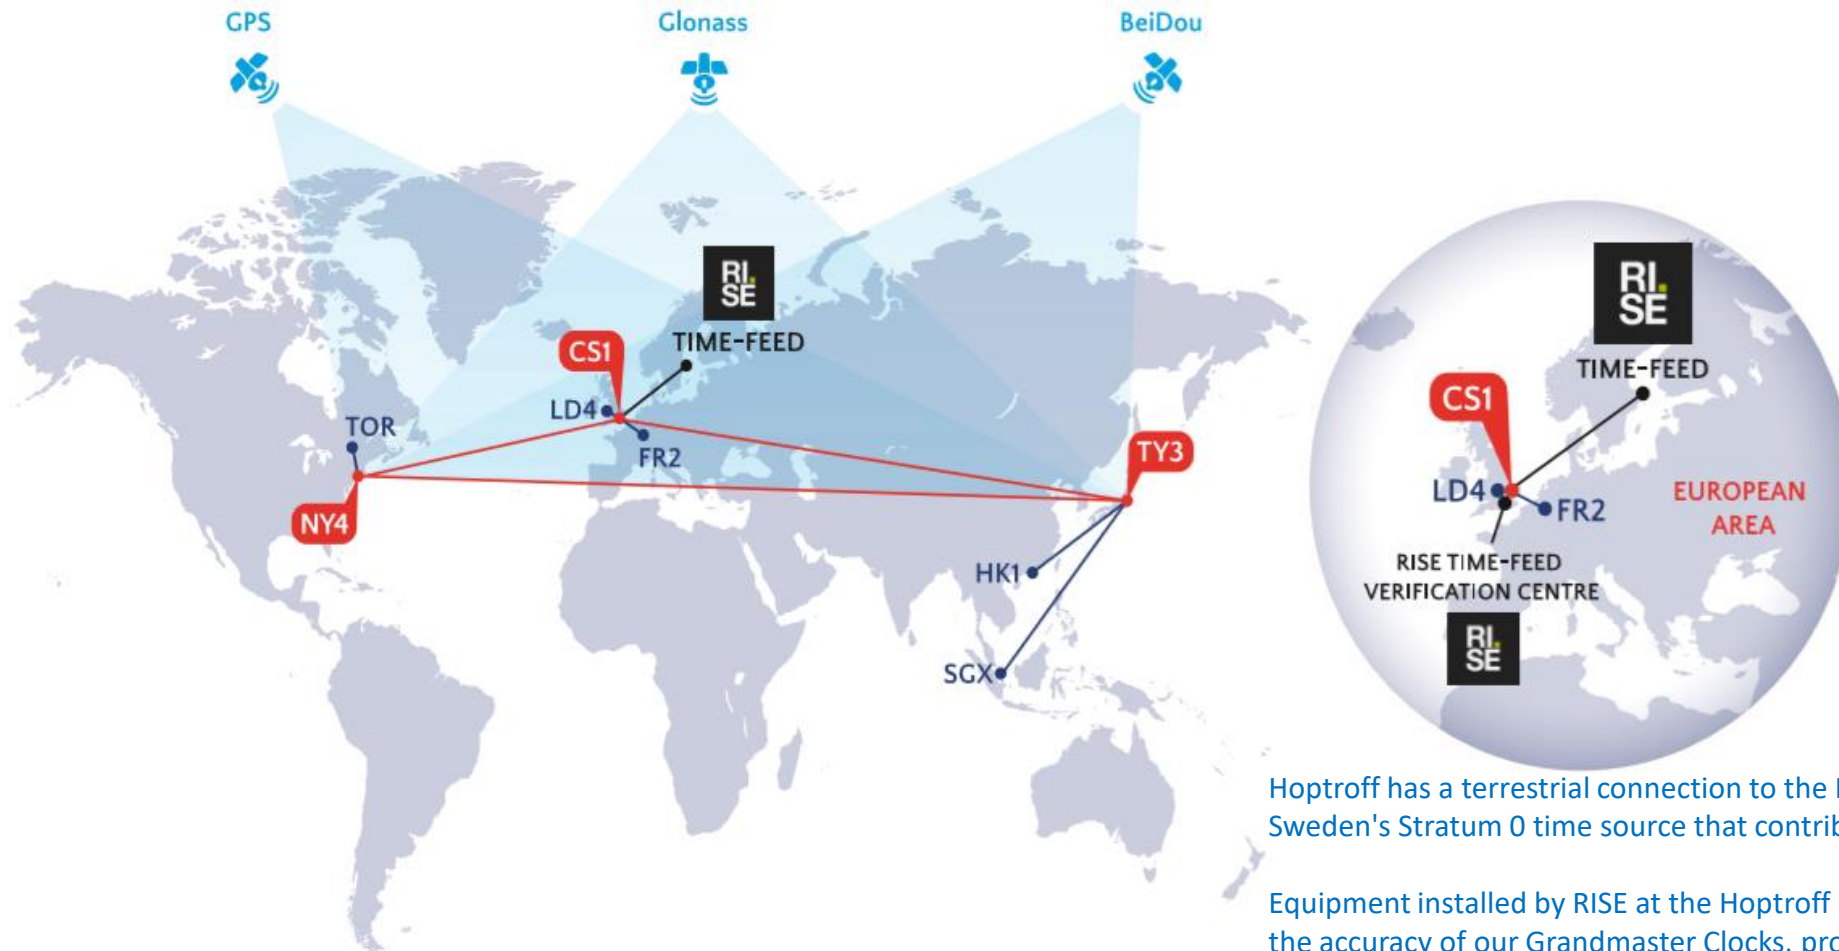 GPS
Glonass
BeiDou
RI.
SE
TIME-FEED
CS1
LD4
FR2
TOR
NY4
TY3
HK1
SGX
RI.
SE
TIME-FEED
CS1
LD4
FR2
EUROPEAN
AREA
RISE TIME-FEED
VERIFICATION CENTRE
RI.
SE
Hoptroff has a terrestrial connection to the
Sweden's Stratum 0 time source that contrib
Equipment installed by RISE at the Hoptroff
the accuracy of our Grandmaster Clocks, pro